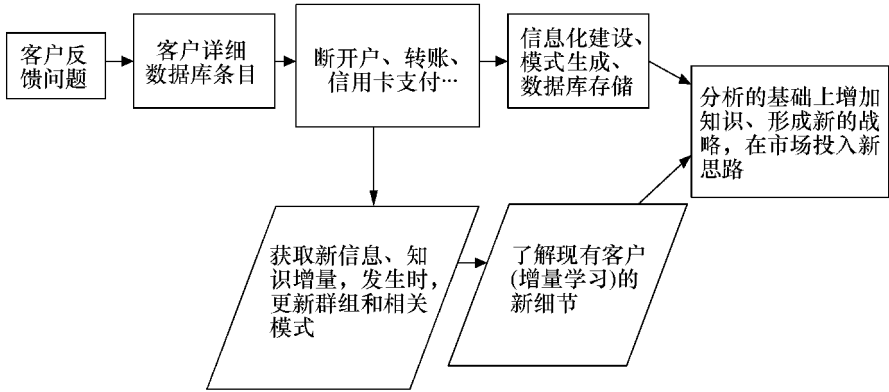 客户反
馈问题
客户详细
数据库条目
断开户、转账、
信用卡支付…
信息化建设、
模式生成、
数据库存储
分析的基础上增加
知识、形成新的战
略，在市场投入新
思路
获取新信息、知
识增量，发生时，
更新群组和相关
模式
了解现有客户
(增量学习)的
新细节